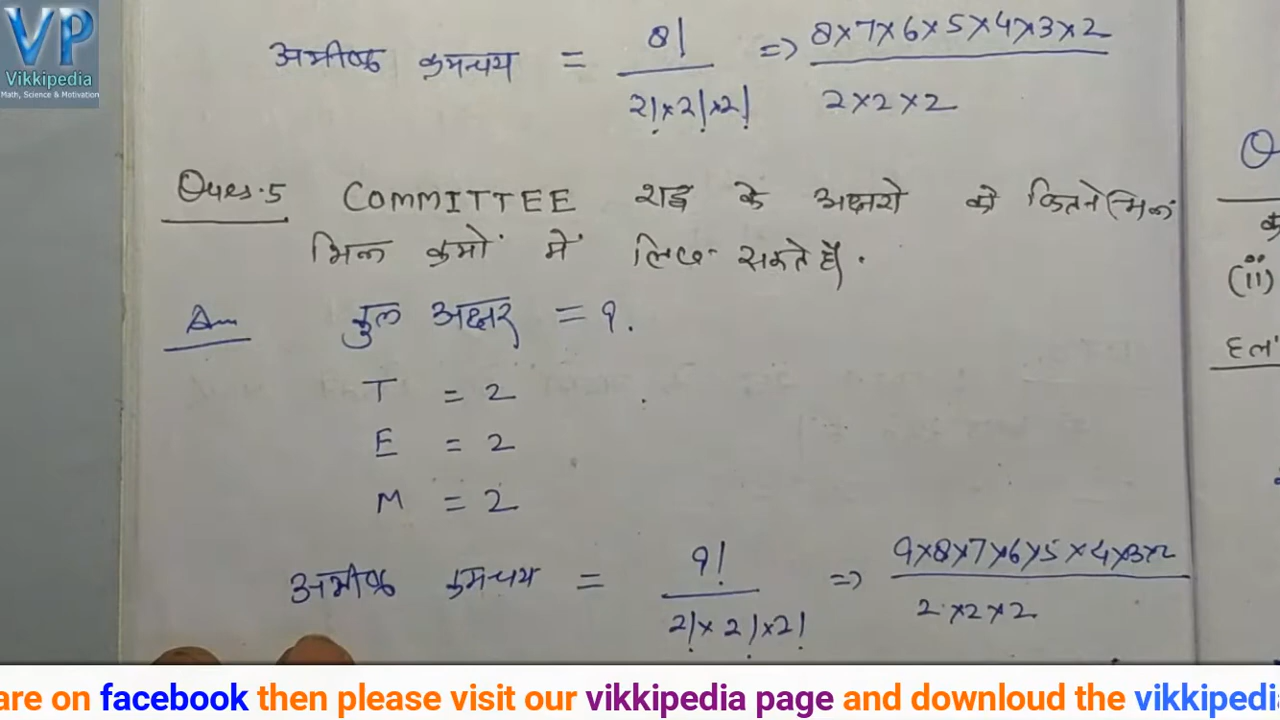 VP
Vikkipedia
Math, Science & Motivation
अभीष्ठ क्रमचय = 8! / 2!×2!×2! => 8×7×6×5×4×3×2 / 2×2×2
Ques.5 COMMITTEE शब्द के अक्षरो को कितने भिन्न
भिन्न क्रमों में लिख सकते हैं.
Ans कुल अक्षर = 9.
T = 2
E = 2
M = 2
अभीष्ठ क्रमचय = 9! / 2!×2!×2! => 9×8×7×6×5×4×3×2 / 2×2×2
(ii)
हल
are on facebook then please visit our vikkipedia page and downloud the vikkipedi